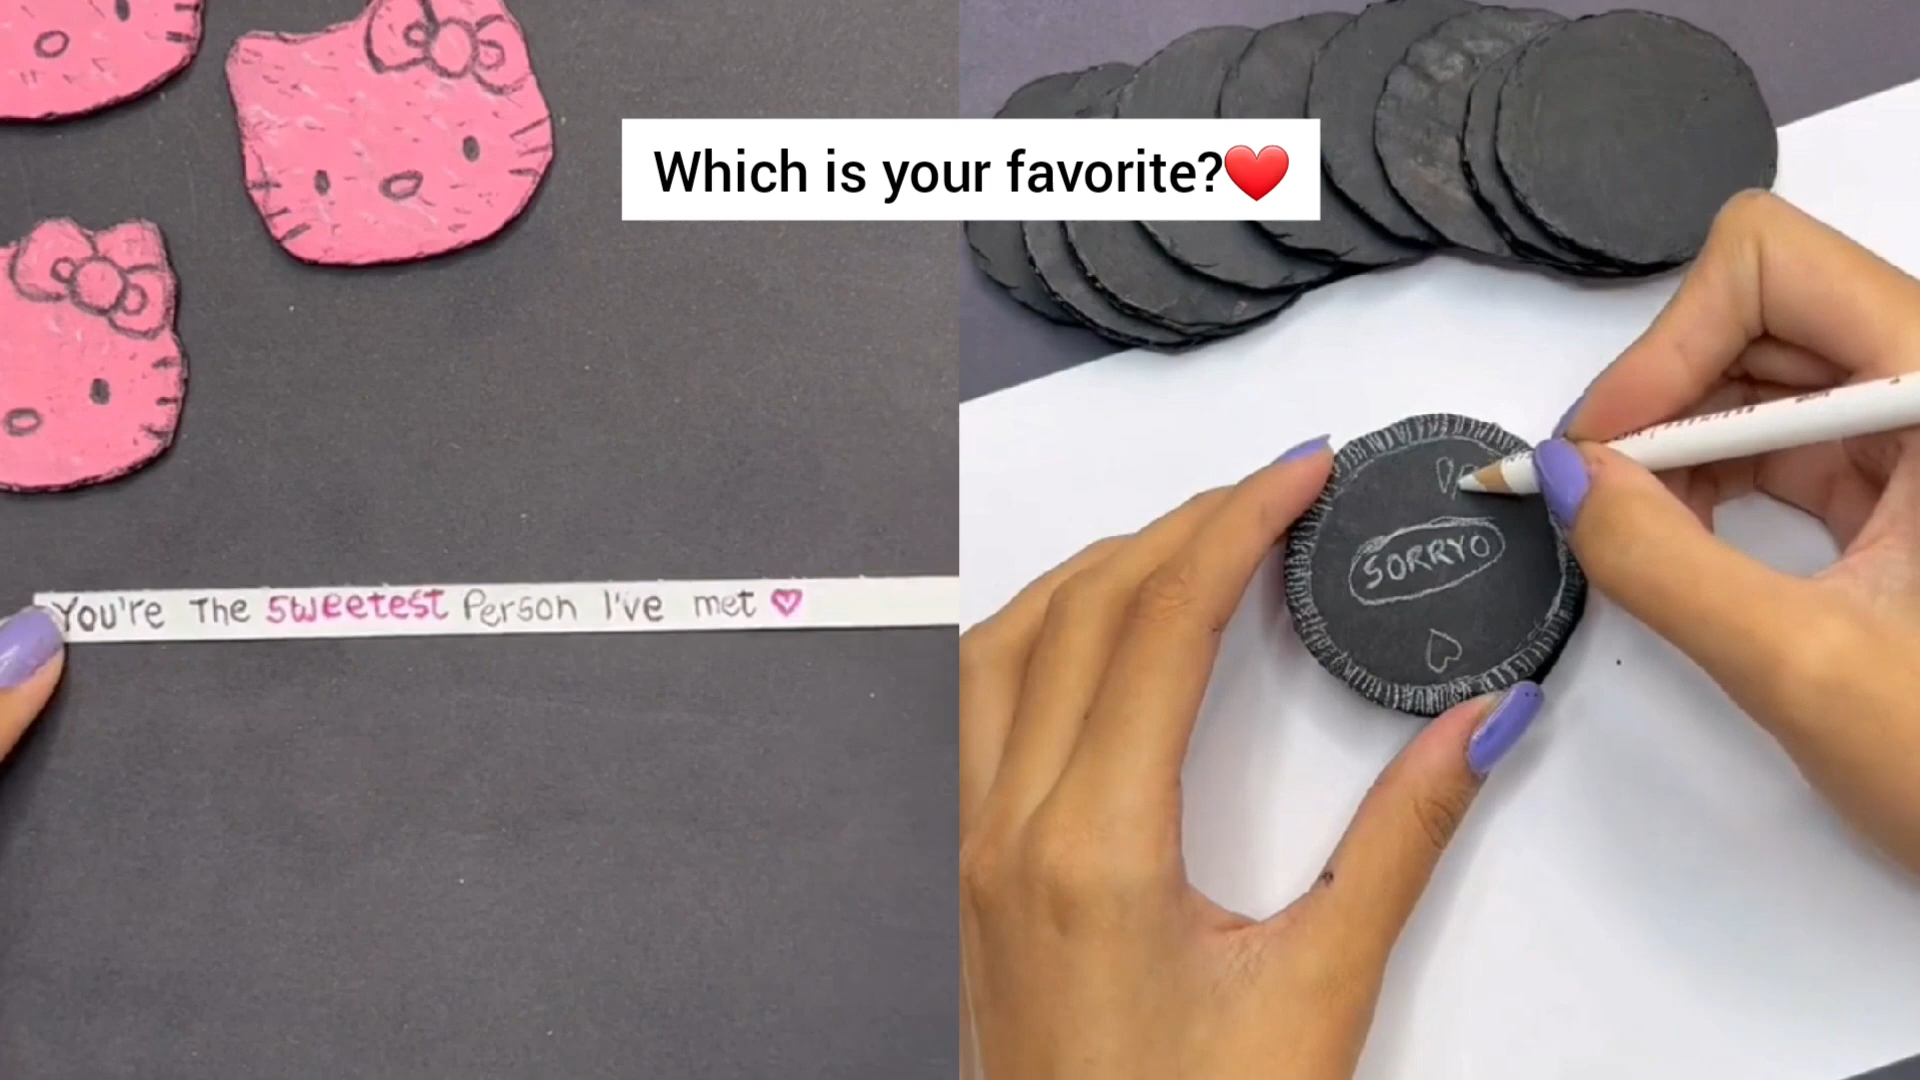 Which is your favorite?❤️
You're The sweetest Person I've met ♡
SORRYO